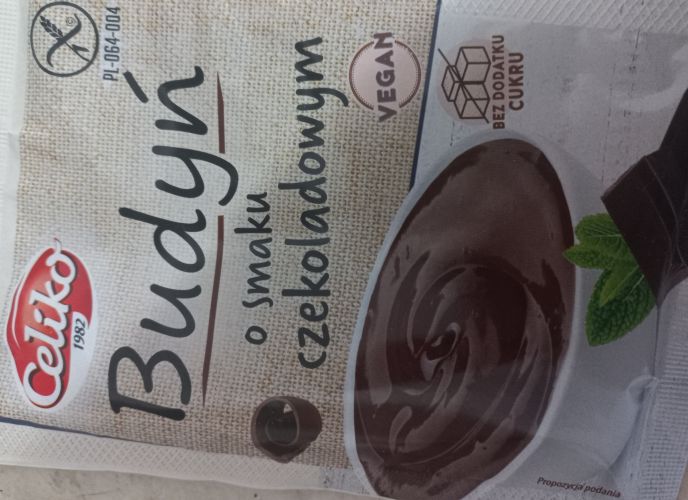 PL-064-004
Celiko
1982
Budyń
o smaku
czekoladowym
VEGAN
BEZ DODATKU
CUKRU
Propozycja podania